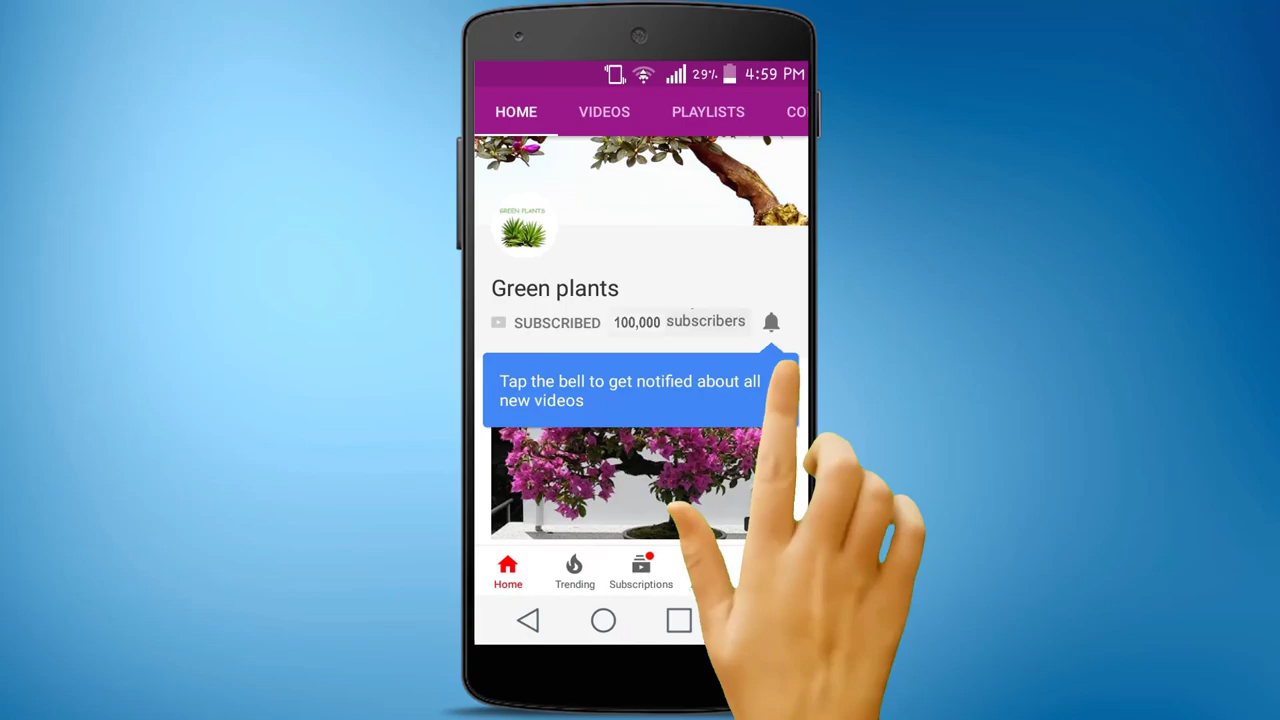 29% 4:59 PM
HOME VIDEOS PLAYLISTS CO
GREEN PLANTS
Green plants
SUBSCRIBED 100,000 subscribers
Tap the bell to get notified about all
new videos
Home Trending Subscriptions